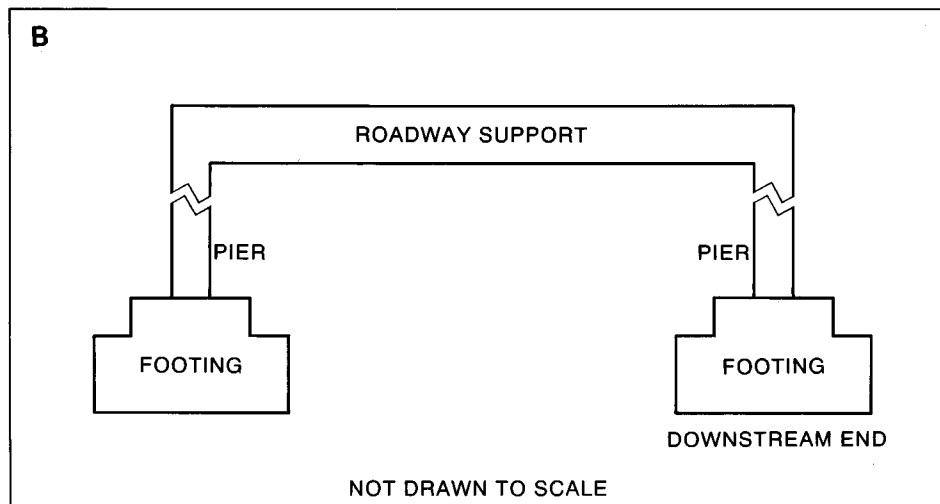 B
ROADWAY SUPPORT
PIER
PIER
FOOTING
FOOTING
DOWNSTREAM END
NOT DRAWN TO SCALE